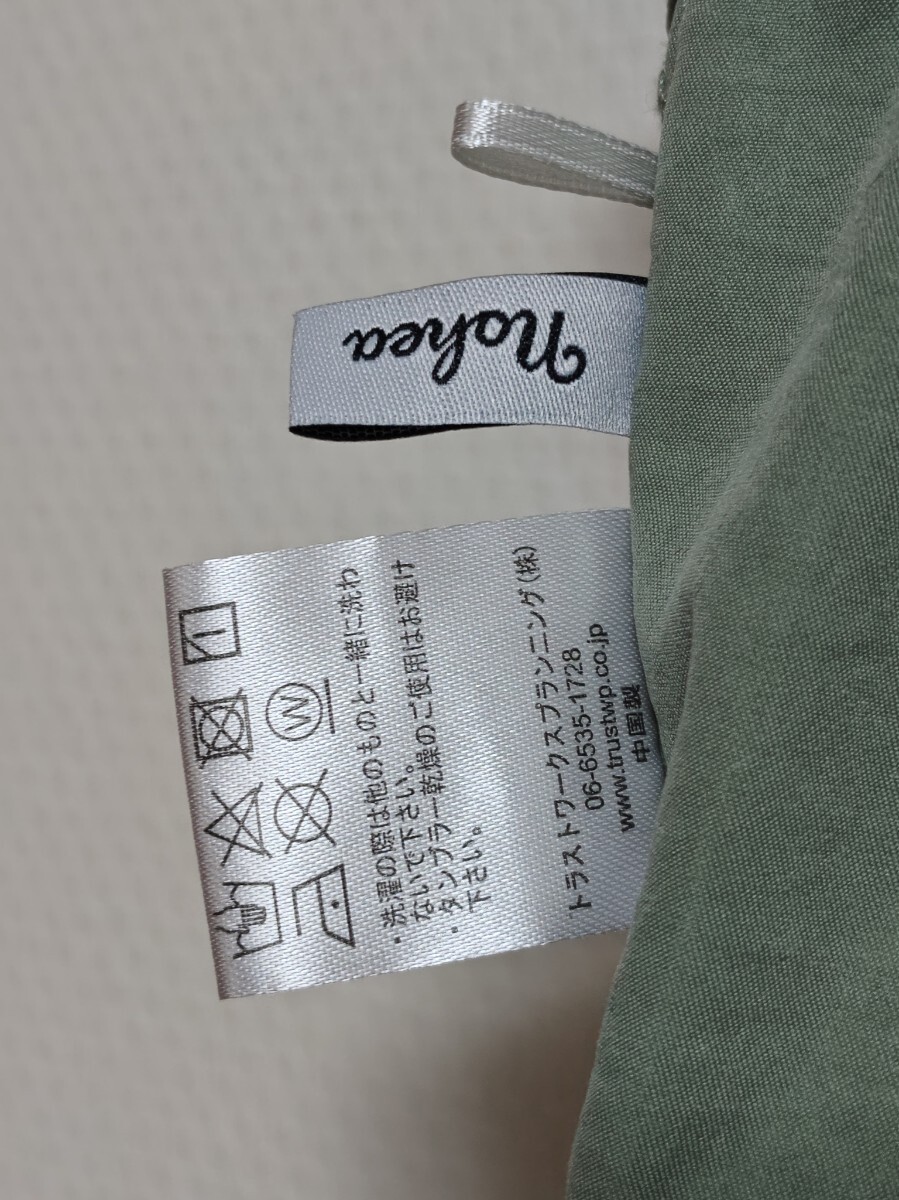 nohea
W
・洗濯の際は他のものと一緒に洗わ
ないで下さい。
・タンブラー乾燥のご使用はお避け
下さい。
トラストワークスプランニング(株)
06-6535-1728
www.trustwp.co.jp
中国製